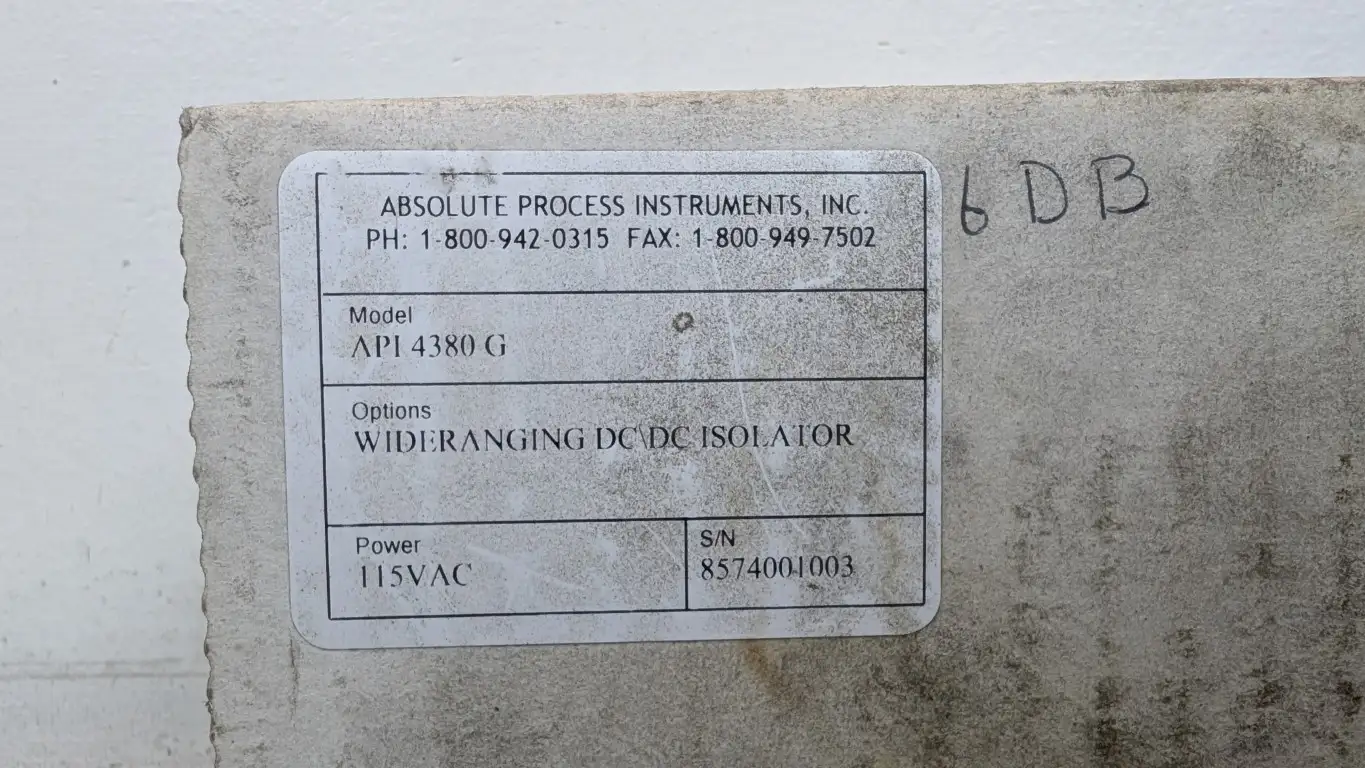 ABSOLUTE PROCESS INSTRUMENTS, INC.
PH: 1-800-942-0315 FAX: 1-800-949-7502
6DB
Model
API 4380 G
Options
WIDERANGING DC\DC ISOLATOR
Power
115VAC
S/N
8574001003